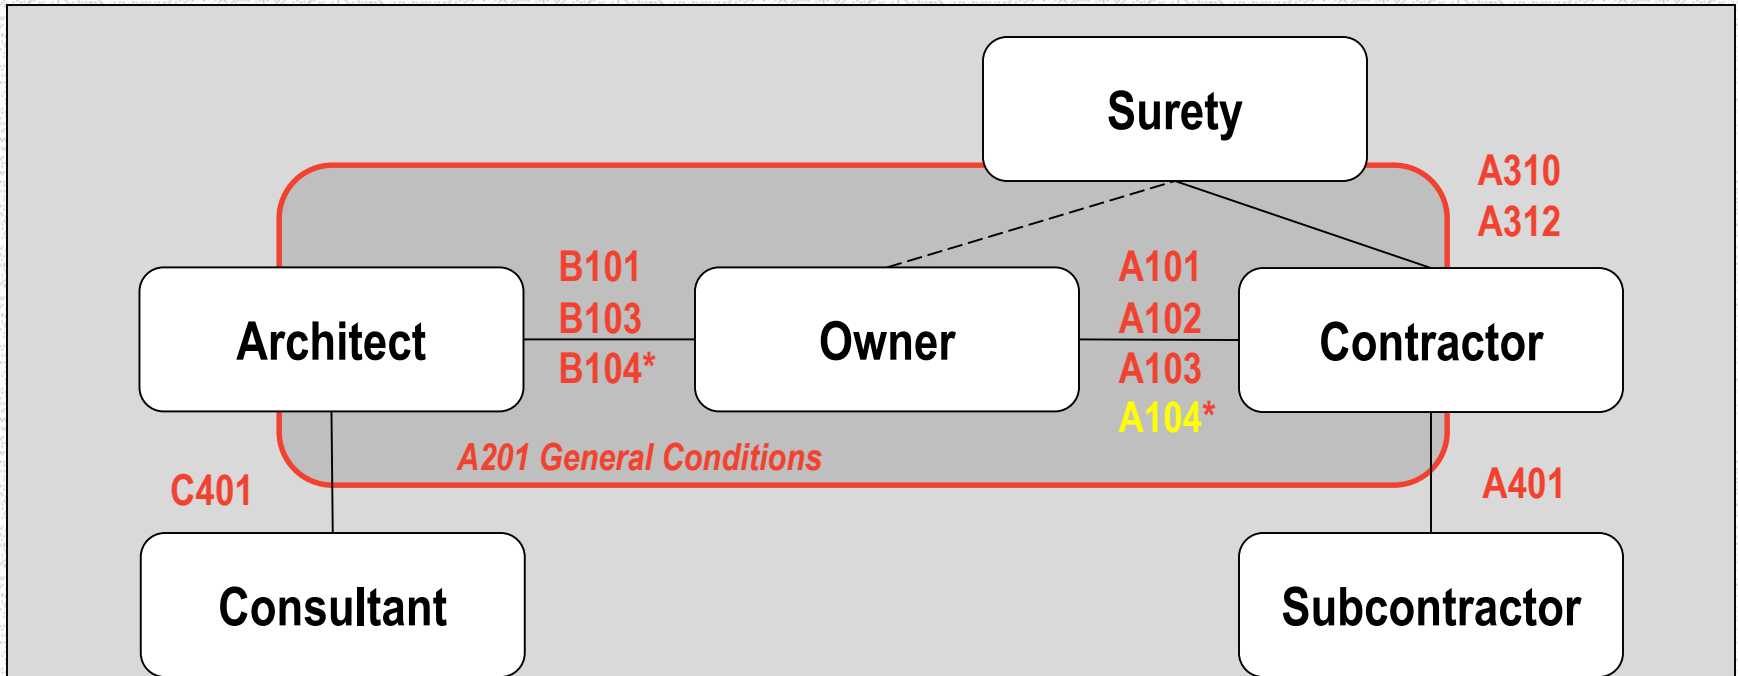 Surety
A310
A312
B101
B103
B104*
A101
A102
A103
A104*
Architect
Owner
Contractor
A201 General Conditions
C401
A401
Consultant
Subcontractor